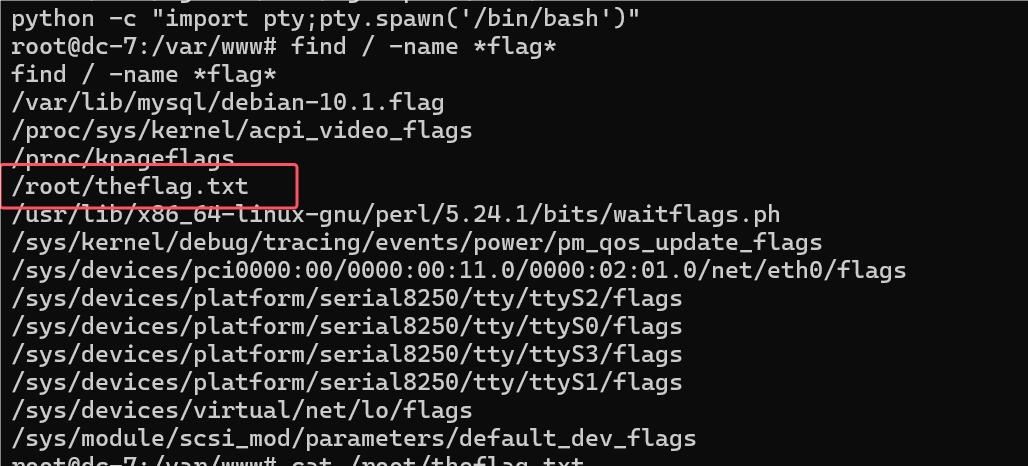 python -c "import pty;pty.spawn('/bin/bash')"
root@dc-7:/var/www# find / -name *flag*
find / -name *flag*
/var/lib/mysql/debian-10.1.flag
/proc/sys/kernel/acpi_video_flags
/proc/kpageflags
/root/theflag.txt
/usr/lib/x86_64-linux-gnu/perl/5.24.1/bits/waitflags.ph
/sys/kernel/debug/tracing/events/power/pm_qos_update_flags
/sys/devices/pci0000:00/0000:00:11.0/0000:02:01.0/net/eth0/flags
/sys/devices/platform/serial8250/tty/ttyS2/flags
/sys/devices/platform/serial8250/tty/ttyS0/flags
/sys/devices/platform/serial8250/tty/ttyS3/flags
/sys/devices/platform/serial8250/tty/ttyS1/flags
/sys/devices/virtual/net/lo/flags
/sys/module/scsi_mod/parameters/default_dev_flags
root@dc-7:/var/www# cat /root/theflag.txt